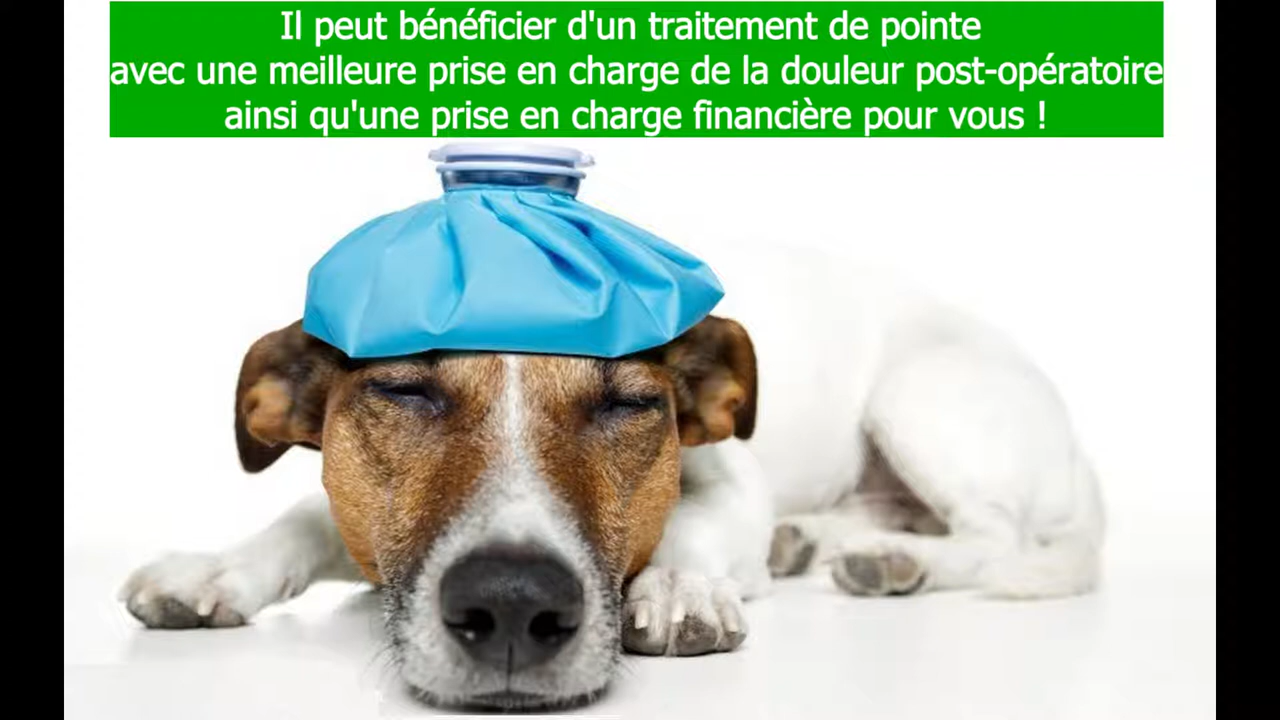 Il peut bénéficier d'un traitement de pointe
avec une meilleure prise en charge de la douleur post-opératoire
ainsi qu'une prise en charge financière pour vous !